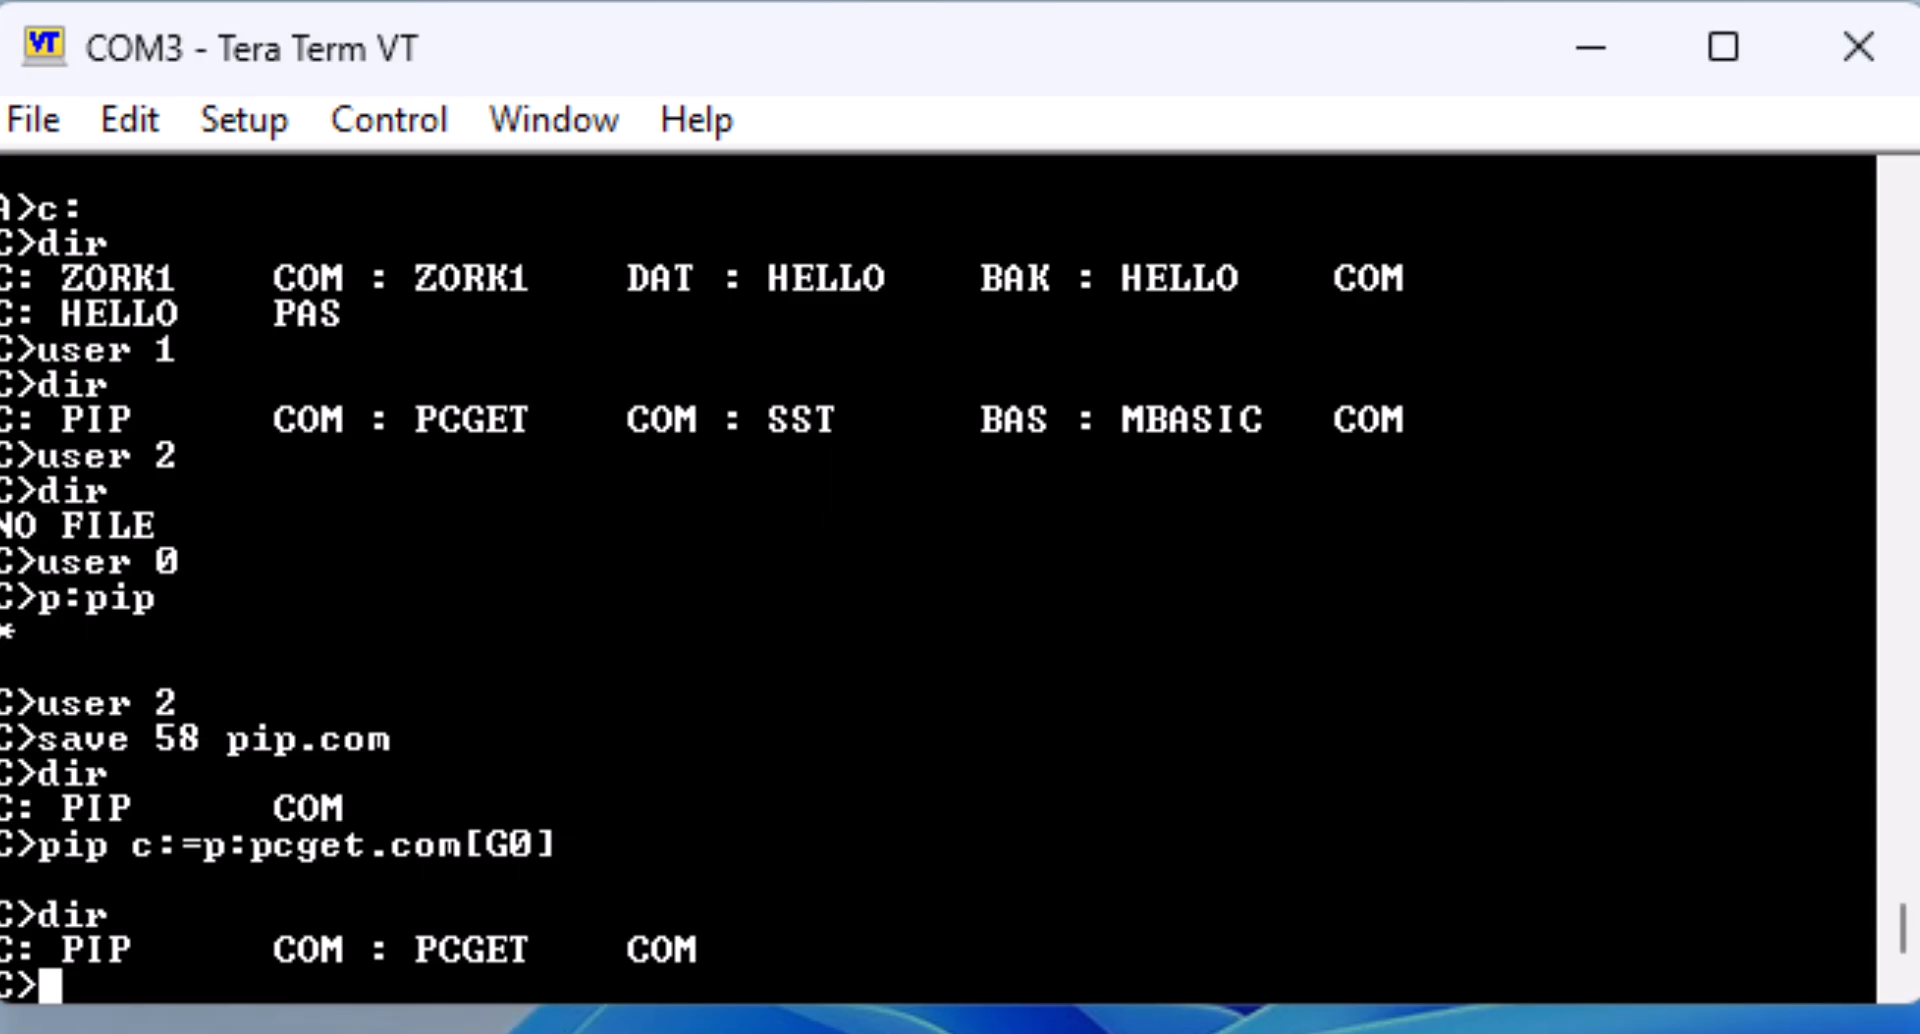 VT COM3 - Tera Term VT
File Edit Setup Control Window Help
A>c:
C>dir
C: ZORK1 COM : ZORK1 DAT : HELLO BAK : HELLO COM
C: HELLO PAS
C>user 1
C>dir
C: PIP COM : PCGET COM : SST BAS : MBASIC COM
C>user 2
C>dir
NO FILE
C>user 0
C>p:pip
*
C>user 2
C>save 58 pip.com
C>dir
C: PIP COM
C>pip c:=p:pcget.com[G0]
C>dir
C: PIP COM : PCGET COM
C>